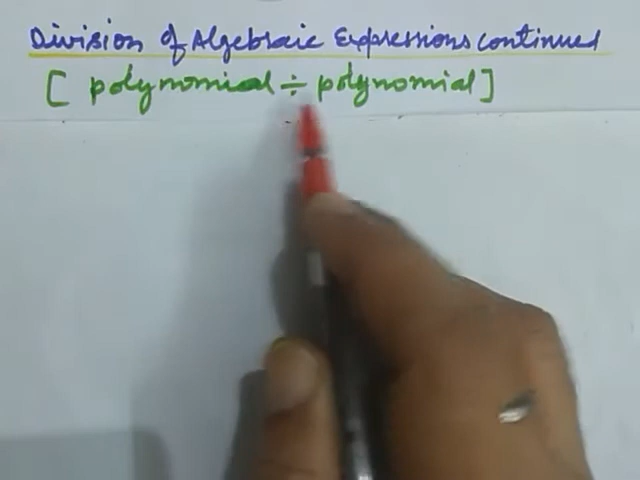 Division of Algebraic Expressions continued
[ polynomial ÷ polynomial ]